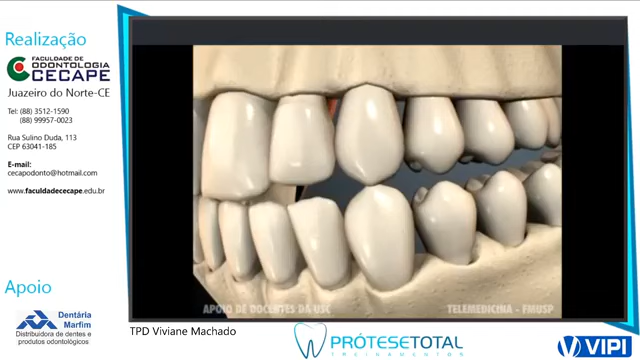 Realização
FACULDADE DE
ODONTOLOGIA
CECAPE
Juazeiro do Norte-CE
Tel: (88) 3512-1590
(88) 99957-0023
Rua Sulino Duda, 113
CEP 63041-185
E-mail:
cecapodonto@hotmail.com
www.faculdadececape.edu.br
Apoio
Dentária
Marfim
Distribuidora de dentes e
produtos odontológicos
APOIO DE DOCENTES DA USC
TELEMEDICINA - FMUSP
TPD Viviane Machado
PRÓTESETOTAL
TREINAMENTOS
VIPI